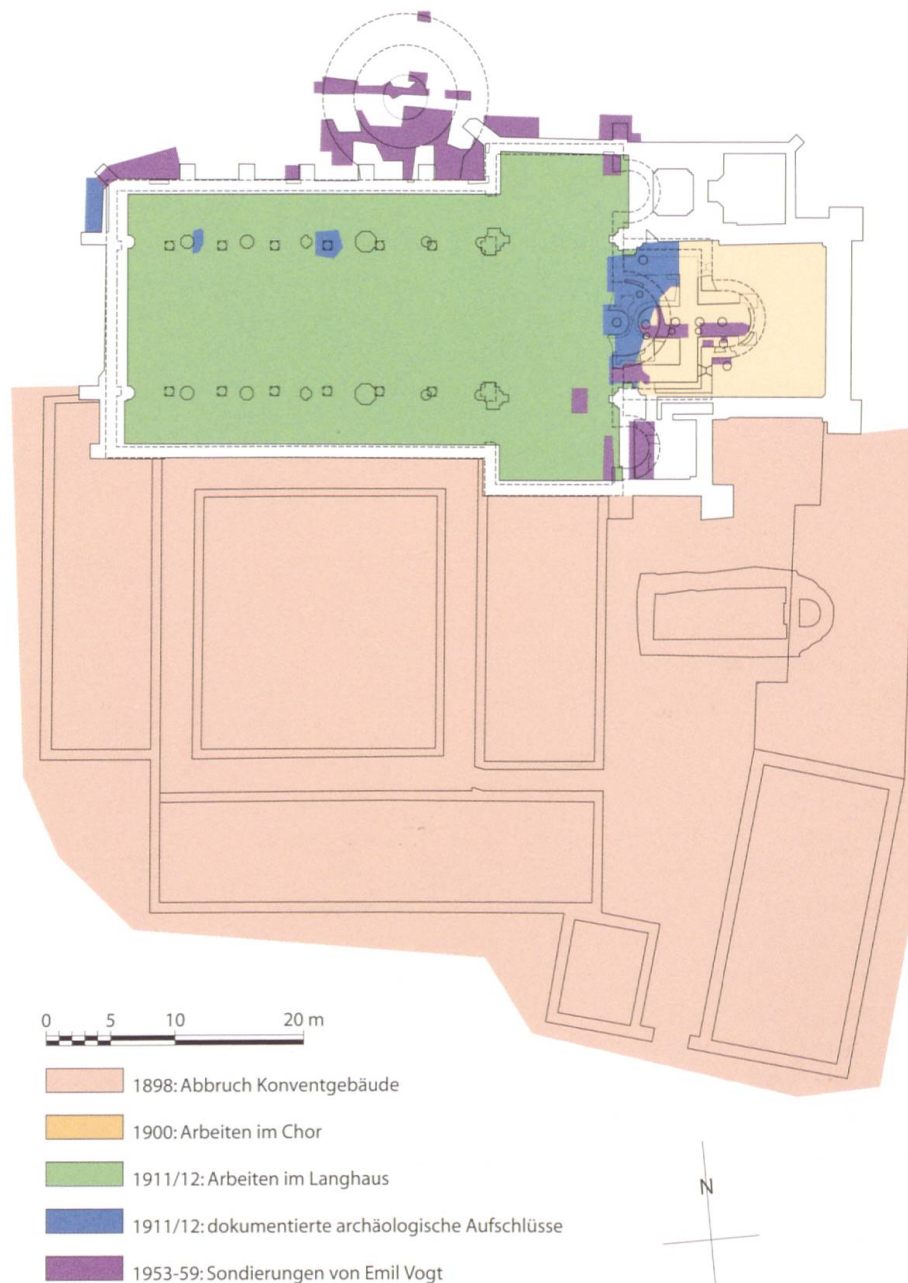 0 5 10 20 m
1898: Abbruch Konventgebäude
1900: Arbeiten im Chor
1911/12: Arbeiten im Langhaus
1911/12: dokumentierte archäologische Aufschlüsse
1953-59: Sondierungen von Emil Vogt
N